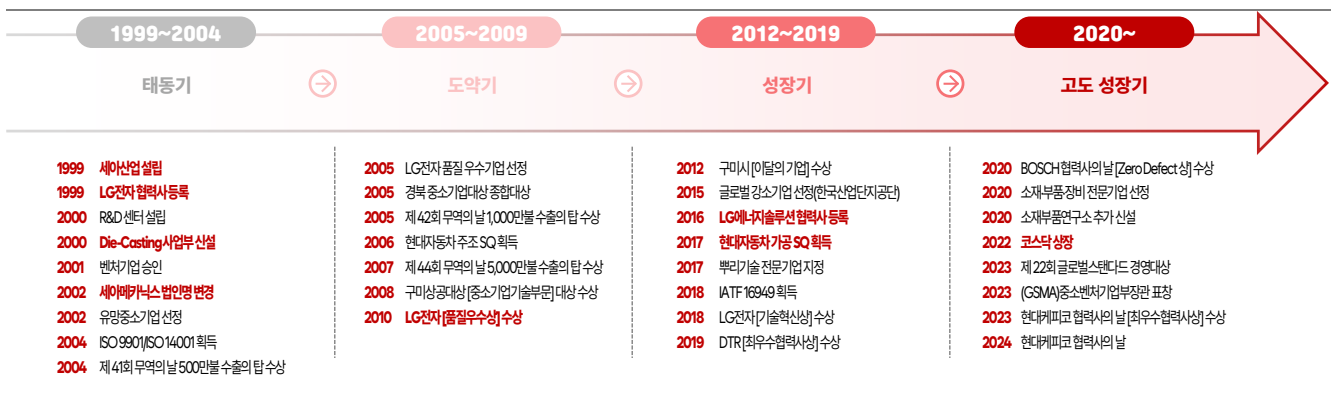 1999~2004
2005~2009
2012~2019
2020~
태동기
도약기
성장기
고도 성장기
1999 세아산업 설립
1999 LG전자 협력사 등록
2000 R&D 센터 설립
2000 Die-Casting 사업부 신설
2001 벤처기업 승인
2002 세아메카닉스 법인명 변경
2002 유망중소기업 선정
2004 ISO 9901/ISO 14001 획득
2004 제 41회 무역의 날 500만불 수출의 탑 수상
2005 LG전자 품질 우수기업 선정
2005 경북 중소기업대상 종합대상
2005 제 42회 무역의 날 1,000만불 수출의 탑 수상
2006 현대자동차 주조 SQ 획득
2007 제 44회 무역의 날 5,000만불 수출의 탑 수상
2008 구미상공대상 [중소기업기술부문] 대상 수상
2010 LG전자 [품질우수상] 수상
2012 구미시 [이달의 기업] 수상
2015 글로벌 강소기업 선정(한국산업단지공단)
2016 LG에너지솔루션 협력사 등록
2017 현대자동차 가공 SQ 획득
2017 뿌리기술 전문기업 지정
2018 IATF 16949 획득
2018 LG전자 [기술혁신상] 수상
2019 DTR [최우수협력사상] 수상
2020 BOSCH 협력사의 날 [Zero Defect 상] 수상
2020 소재·부품·장비 전문기업 선정
2020 소재부품연구소 추가 신설
2022 코스닥 상장
2023 제 22회 글로벌스탠다드 경영대상
2023 (GSMA)중소벤처기업부장관 표창
2023 현대케피코 협력사의 날 [최우수협력사상] 수상
2024 현대케피코 협력사의 날